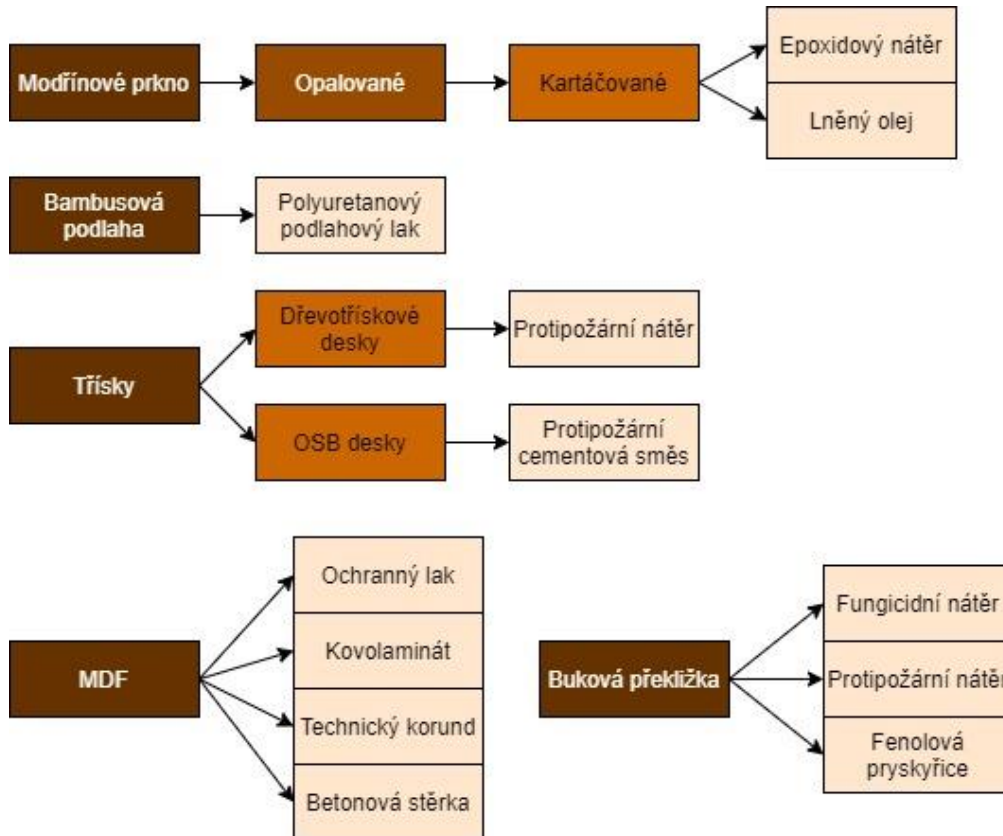 Modřínové prkno
Opalované
Kartáčované
Epoxidový nátěr
Lněný olej
Bambusová
podlaha
Polyuretanový
podlahový lak
Třísky
Dřevotřískové
desky
Protipožární nátěr
OSB desky
Protipožární
cementová směs
MDF
Ochranný lak
Kovolaminát
Technický korund
Betonová stěrka
Buková překližka
Fungicidní nátěr
Protipožární nátěr
Fenolová
pryskyřice